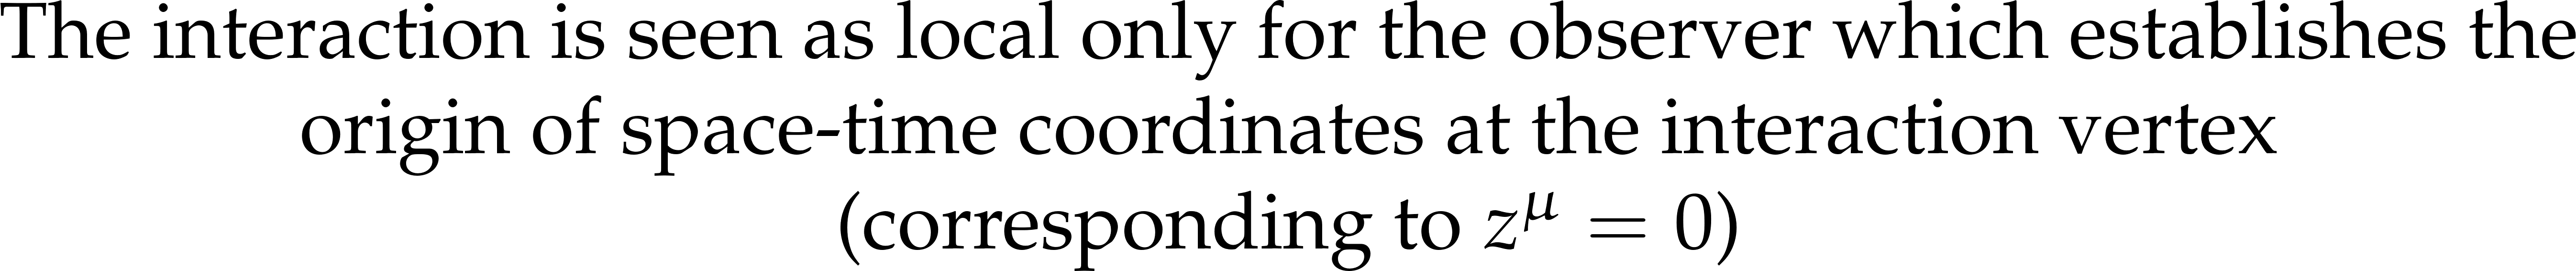 The interaction is seen as local only for the observer which establishes the
origin of space-time coordinates at the interaction vertex
(corresponding to $z^\mu = 0$)